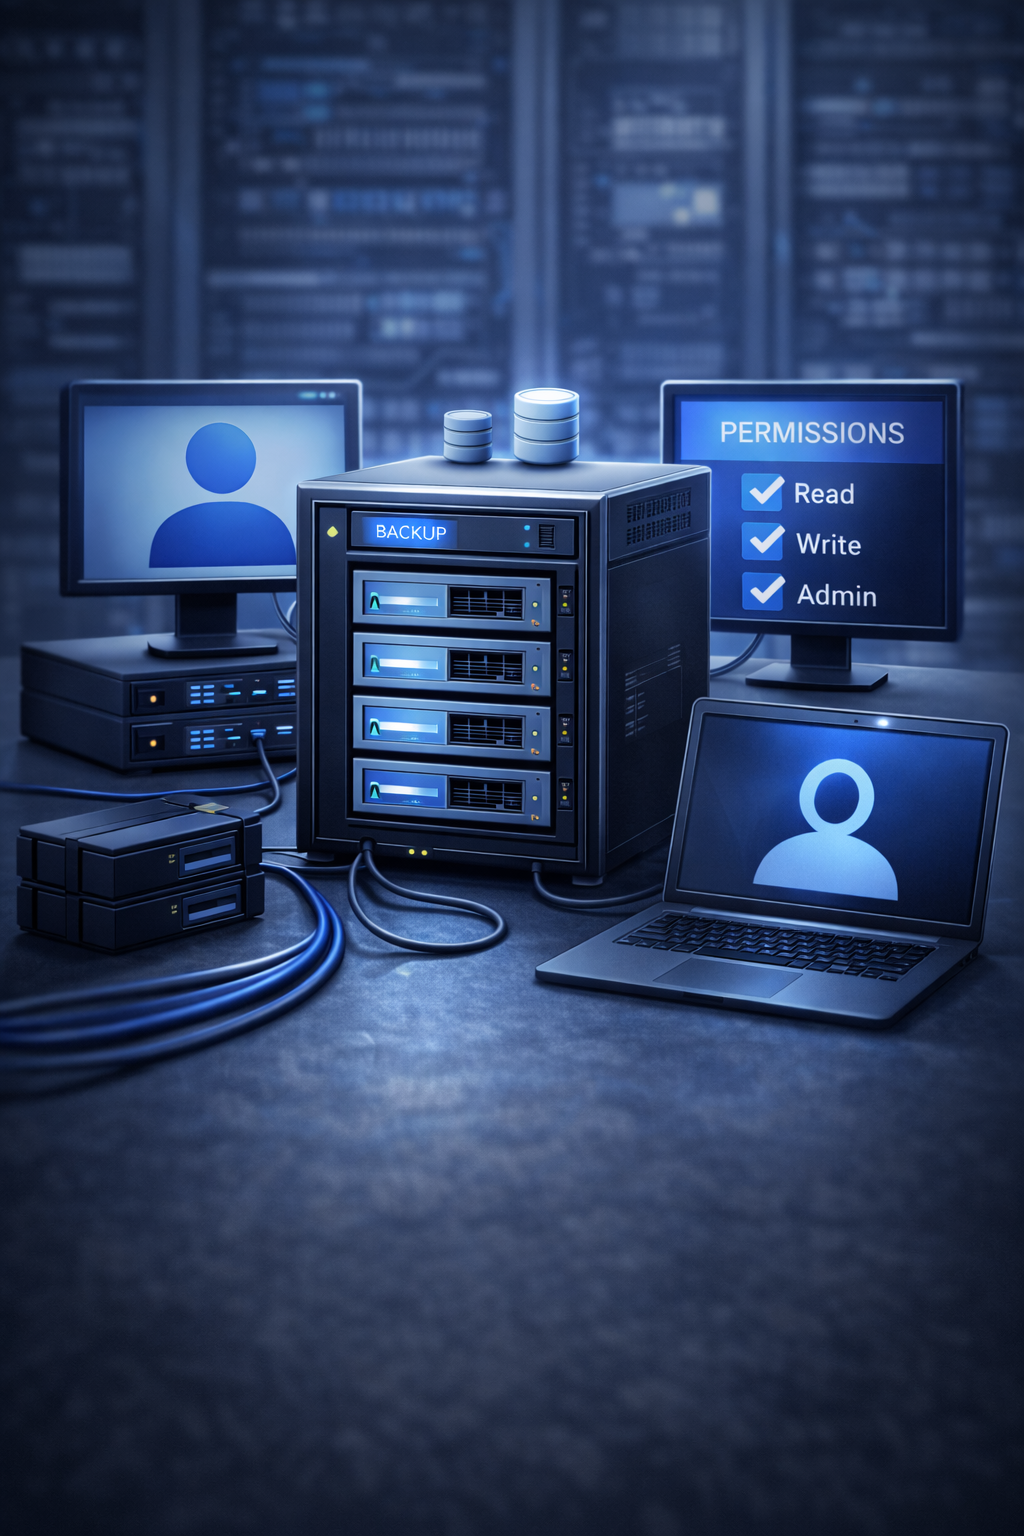 PERMISSIONS
Read
Write
Admin
BACKUP